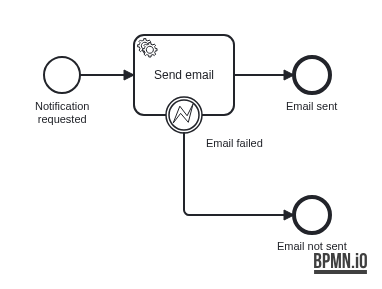 Send email
Notification
requested
Email sent
Email failed
Email not sent
BPMN.iO